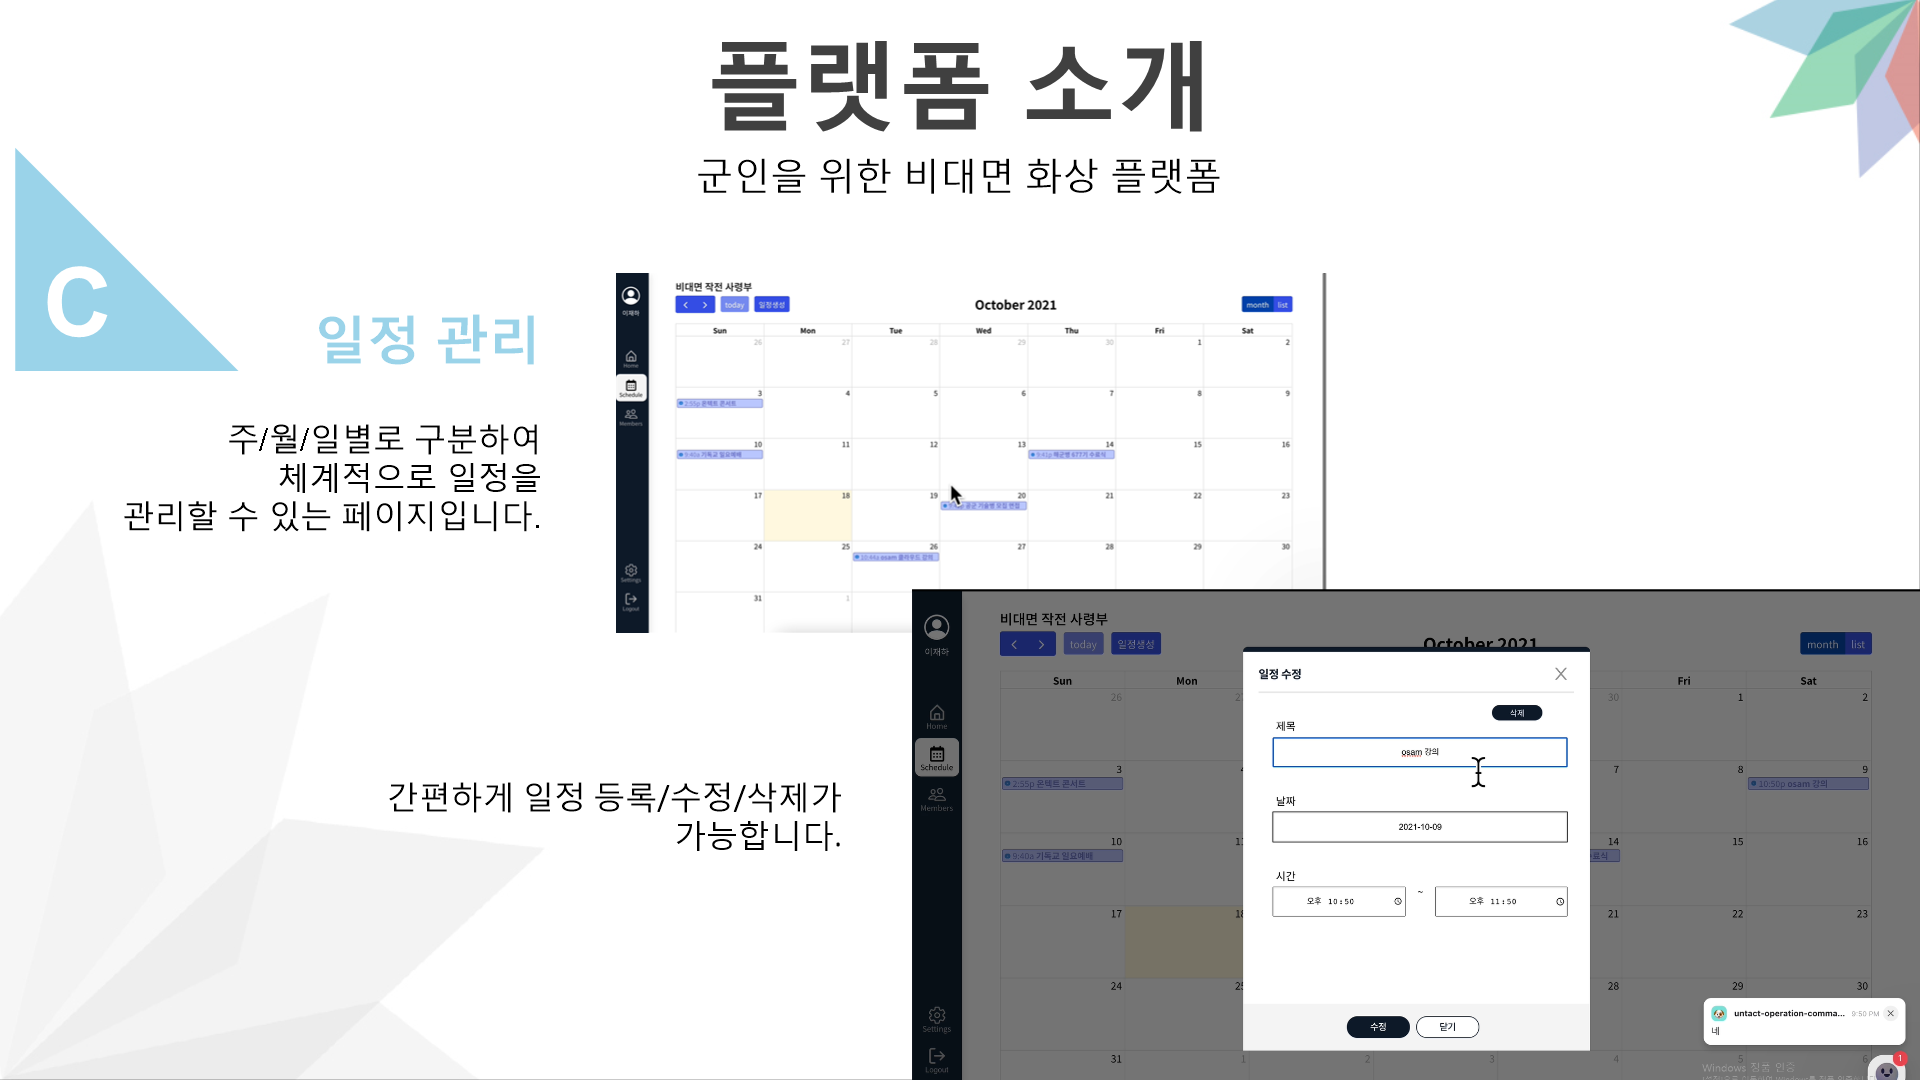 플랫폼 소개
군인을 위한 비대면 화상 플랫폼
C
일정 관리
주/월/일별로 구분하여
체계적으로 일정을
관리할 수 있는 페이지입니다.
이재하
Home
Schedule
Members
Settings
Logout
비대면 작전 사령부
today 일정생성
October 2021
month list
Sun Mon Tue Wed Thu Fri Sat
26 27 28 29 30 1 2
3 4 5 6 7 8 9
2:55p 온택트 콘서트
10 11 12 13 14 15 16
9:40a 기독교 일요예배
17 18 19 20 21 22 23
24 25 26 27 28 29 30
osam 클라우드 강의
31 1
간편하게 일정 등록/수정/삭제가
가능합니다.
이재하
Home
Schedule
Members
Settings
Logout
비대면 작전 사령부
today 일정생성
October 2021
month list
Sun Mon Fri Sat
26 30 1 2
3 7 8 9
2:55p 온택트 콘서트
10:50p osam 강의
10 14 15 16
9:40a 기독교 일요예배
17 21 22 23
24 28 29 30
31 1 2 3 4 5 6
일정 수정
삭제
제목
osam 강의
날짜
2021-10-09
시간
오후 10:50 ~ 오후 11:50
수정 닫기
untact-operation-comma... 9:50 PM
네
Windows 정품 인증
1